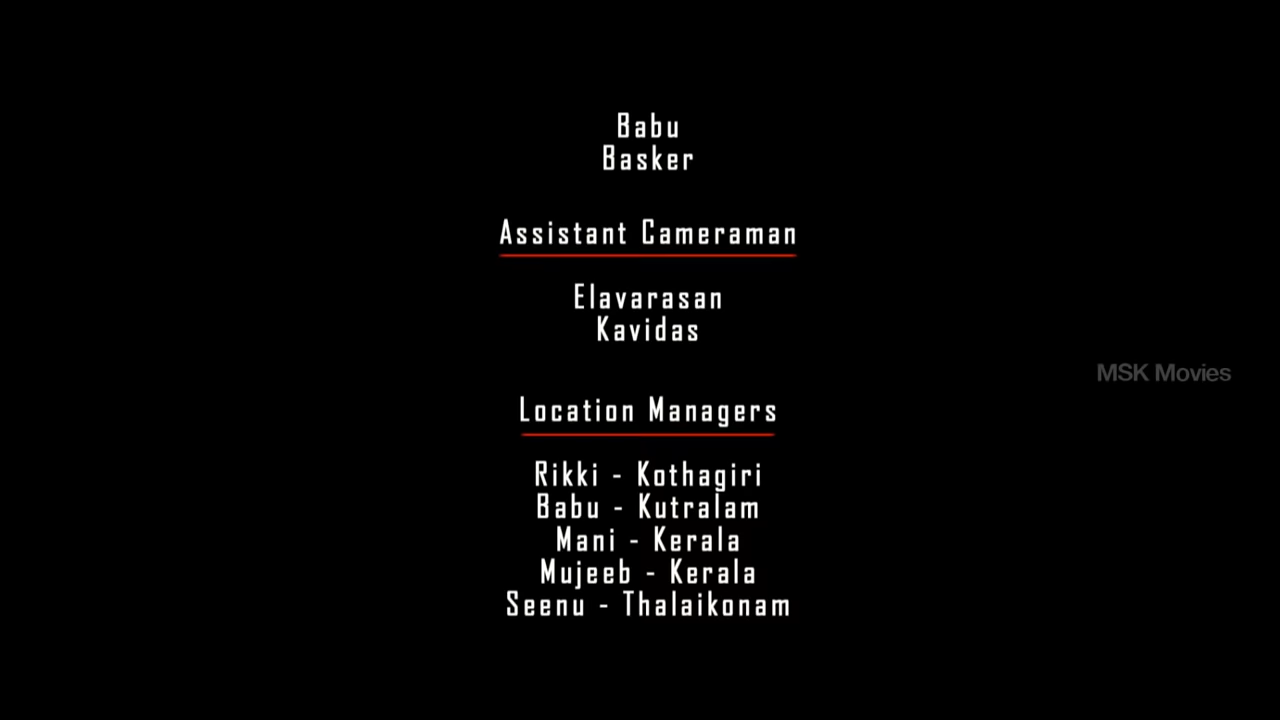 Babu
Basker
Assistant Cameraman
Elavarasan
Kavidas
MSK Movies
Location Managers
Rikki - Kothagiri
Babu - Kutralam
Mani - Kerala
Mujeeb - Kerala
Seenu - Thalaikonam